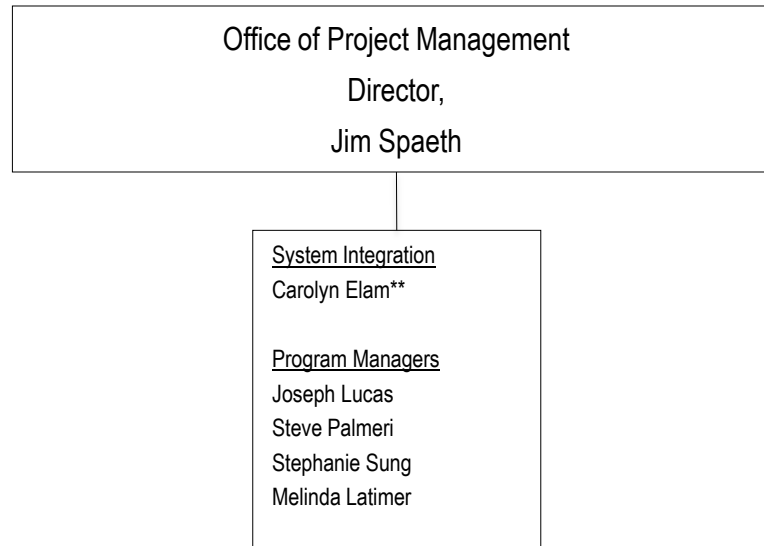 Office of Project Management
Director,
Jim Spaeth
System Integration
Carolyn Elam**
Program Managers
Joseph Lucas
Steve Palmeri
Stephanie Sung
Melinda Latimer